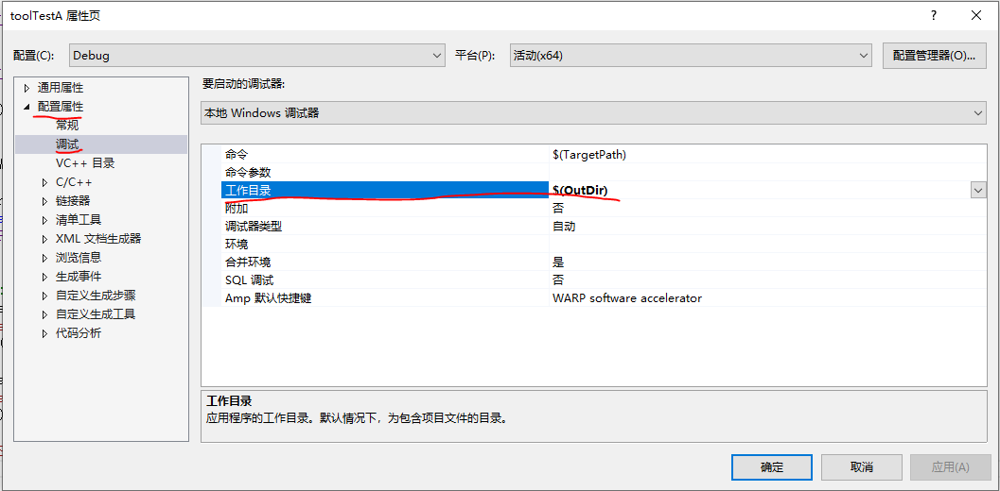 toolTestA 属性页
?
配置(C):
Debug
平台(P):
活动(x64)
配置管理器(O)...
通用属性
配置属性
常规
调试
VC++ 目录
C/C++
链接器
清单工具
XML 文档生成器
浏览信息
生成事件
自定义生成步骤
自定义生成工具
代码分析
要启动的调试器:
本地 Windows 调试器
命令 $(TargetPath)
命令参数
工作目录 $(OutDir)
附加 否
调试器类型 自动
环境
合并环境 是
SQL 调试 否
Amp 默认快捷键 WARP software accelerator
工作目录
应用程序的工作目录。默认情况下，为包含项目文件的目录。
确定
取消
应用(A)